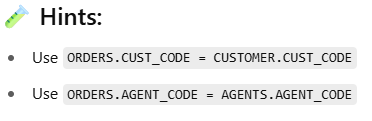 Hints:
Use ORDERS.CUST_CODE = CUSTOMER.CUST_CODE
Use ORDERS.AGENT_CODE = AGENTS.AGENT_CODE